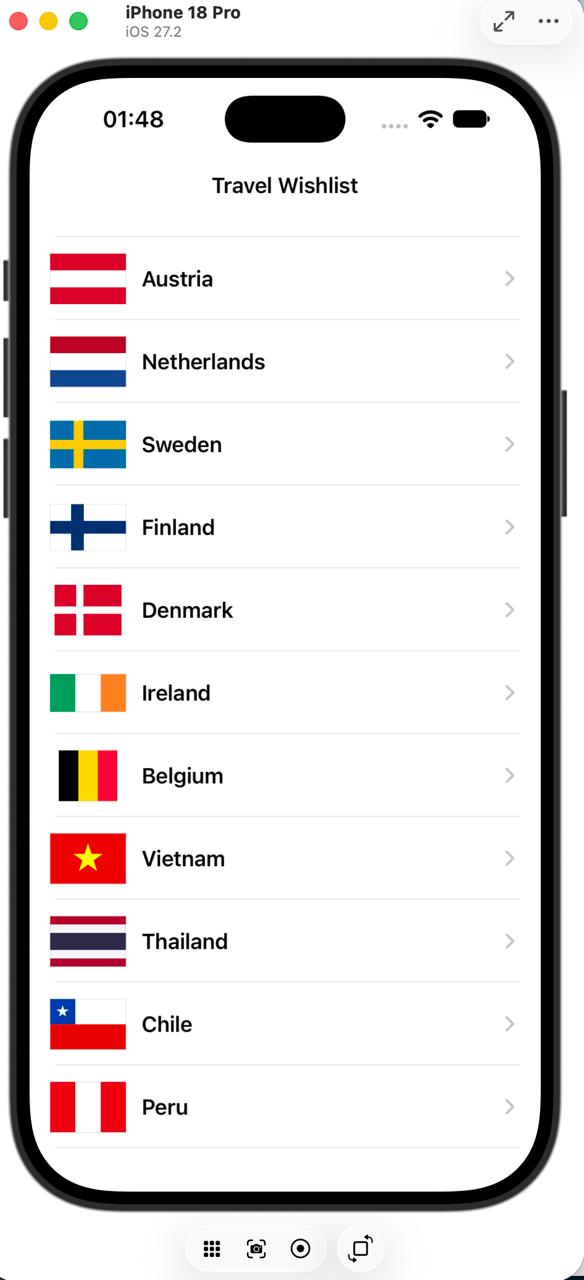 iPhone 18 Pro
iOS 27.2
01:48
Travel Wishlist
Austria
Netherlands
Sweden
Finland
Denmark
Ireland
Belgium
Vietnam
Thailand
Chile
Peru